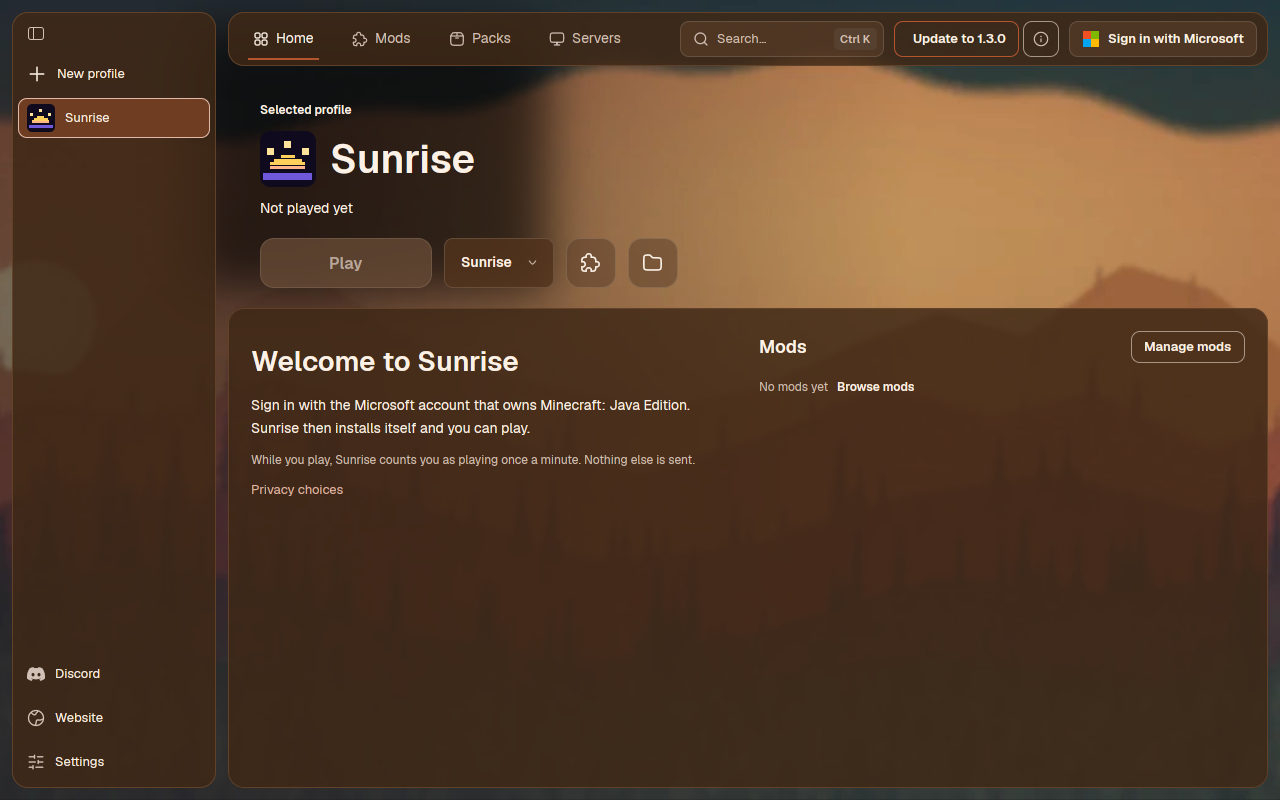 New profile
Sunrise
Discord
Website
Settings
Home
Mods
Packs
Servers
Search...
Ctrl K
Update to 1.3.0
Sign in with Microsoft
Selected profile
Sunrise
Not played yet
Play
Sunrise
Welcome to Sunrise
Sign in with the Microsoft account that owns Minecraft: Java Edition.
Sunrise then installs itself and you can play.
While you play, Sunrise counts you as playing once a minute. Nothing else is sent.
Privacy choices
Mods
Manage mods
No mods yet Browse mods